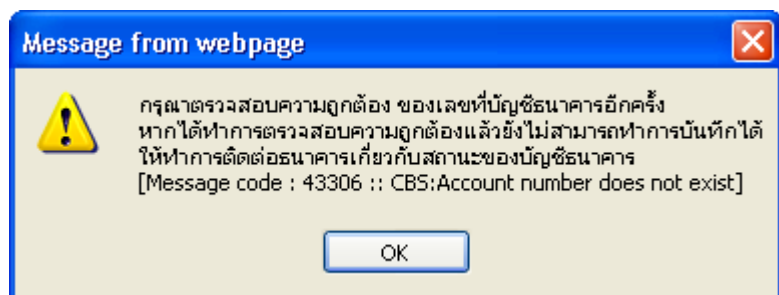 Message from webpage
กรุณาตรวจสอบความถูกต้อง ของเลขที่บัญชีธนาคารอีกครั้ง
หากได้ทำการตรวจสอบความถูกต้องแล้วยังไม่สามารถทำการบันทึกได้
ให้ทำการติดต่อธนาคารเกี่ยวกับสถานะของบัญชีธนาคาร
[Message code : 43306 :: CBS:Account number does not exist]
OK